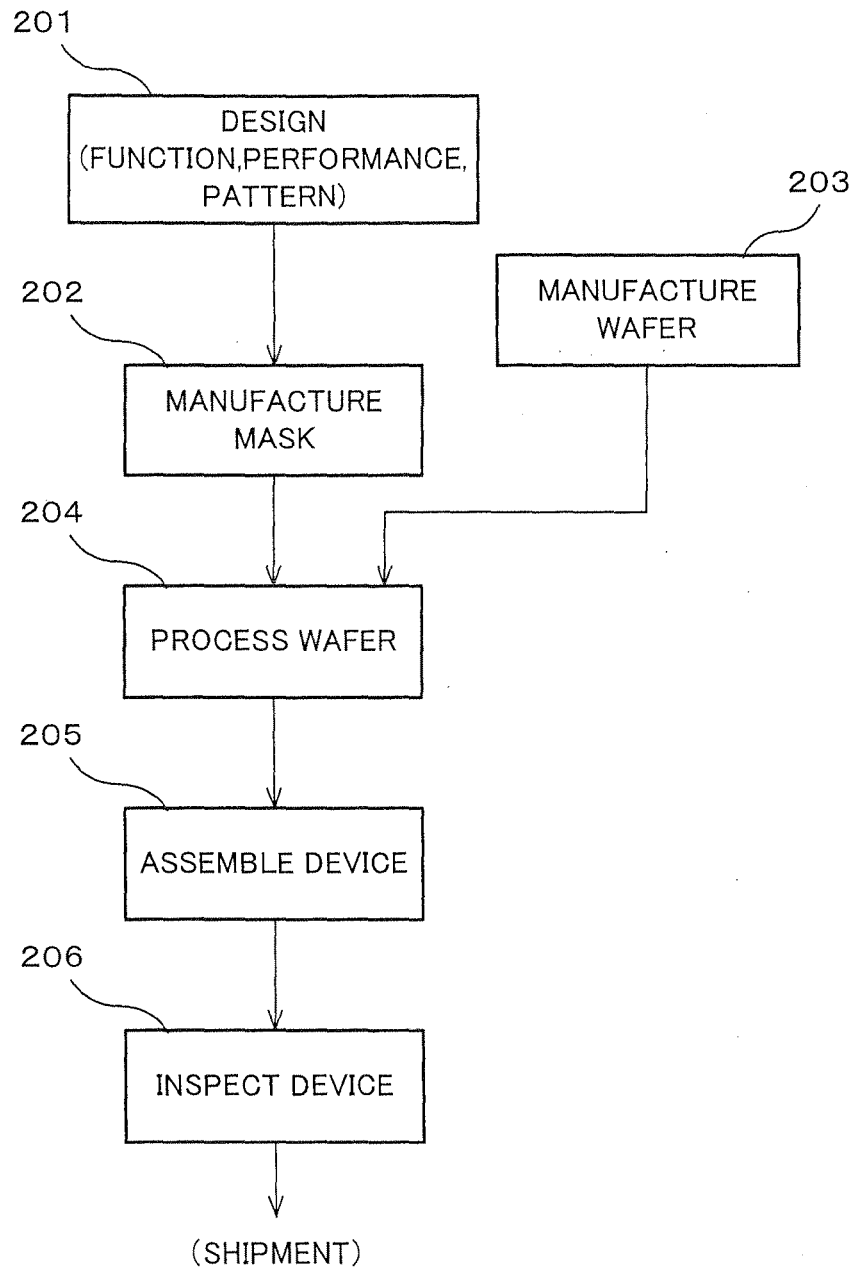 201
DESIGN
(FUNCTION,PERFORMANCE,
PATTERN)
203
MANUFACTURE
WAFER
202
MANUFACTURE
MASK
204
PROCESS WAFER
205
ASSEMBLE DEVICE
206
INSPECT DEVICE
(SHIPMENT)